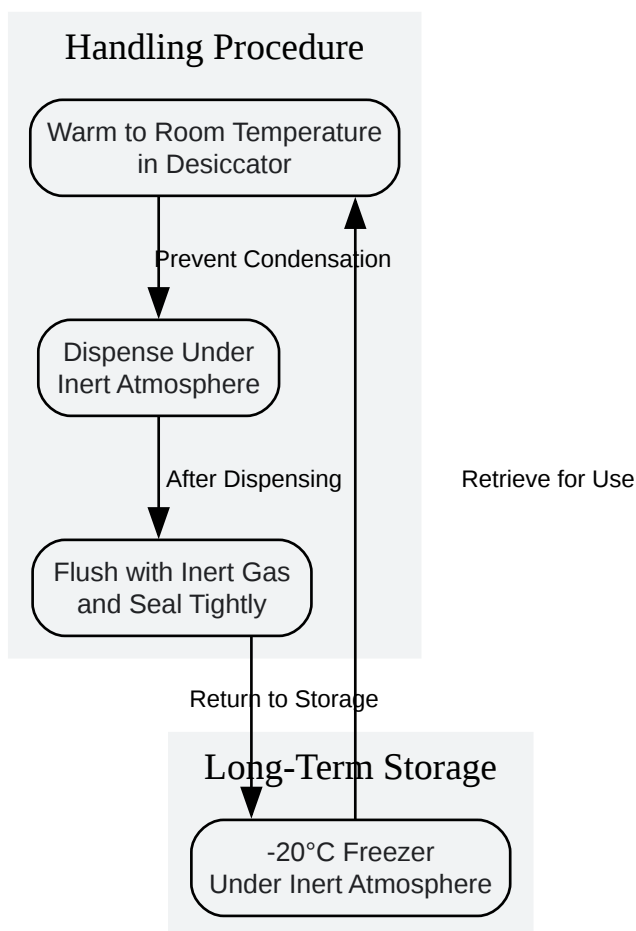 Handling Procedure
Warm to Room Temperature
in Desiccator
Prevent Condensation
Dispense Under
Inert Atmosphere
After Dispensing
Retrieve for Use
Flush with Inert Gas
and Seal Tightly
Return to Storage
Long-Term Storage
-20°C Freezer
Under Inert Atmosphere